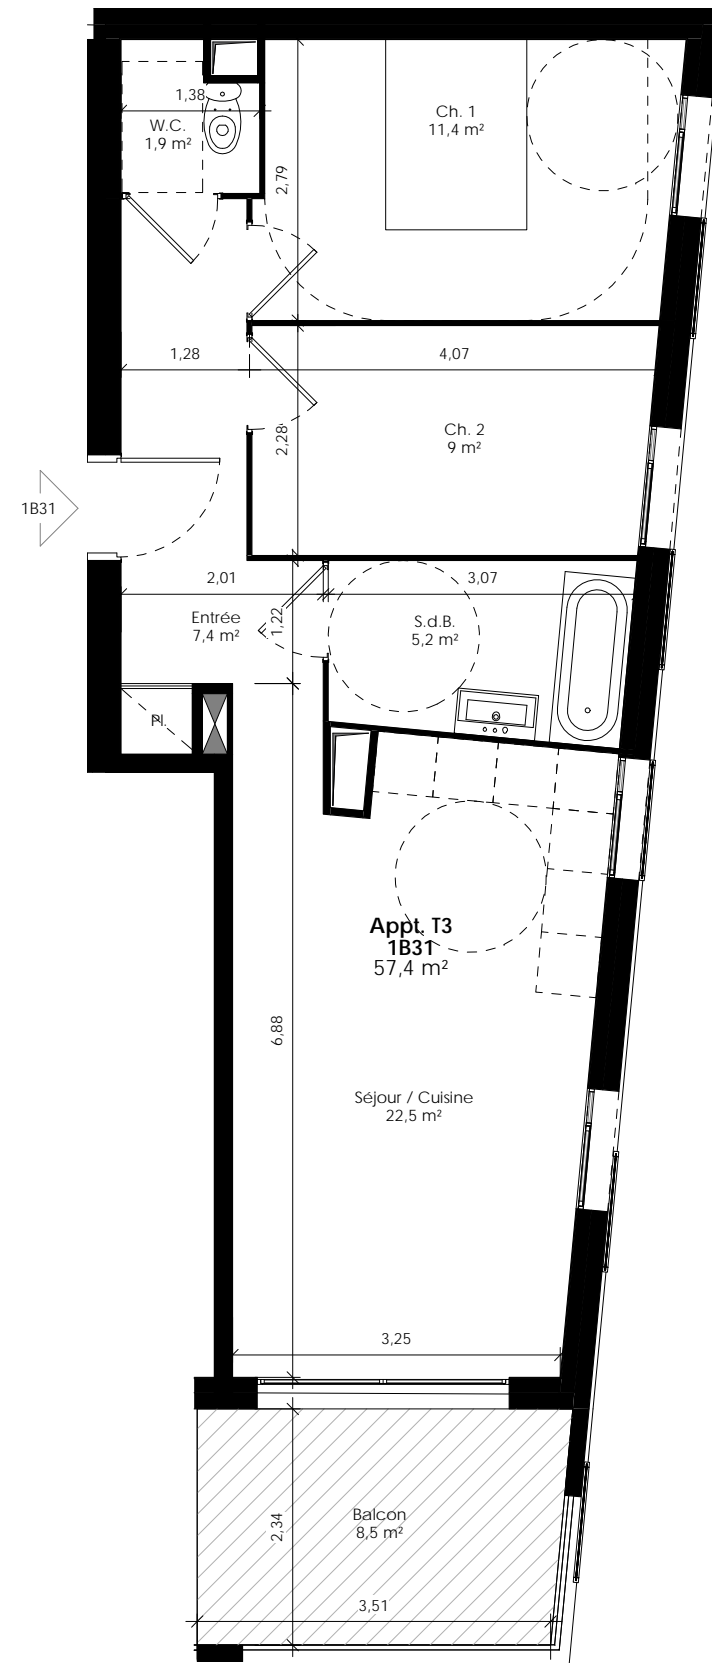 1,38
W.C.
1,9 m²
Ch. 1
11,4 m²
2,79
1,28
4,07
Ch. 2
9 m²
2,28
1B31
2,01
3,07
Entrée
7,4 m²
1,22
S.d.B.
5,2 m²
Pl.
Appt. T3
1B31
57,4 m²
6,88
Séjour / Cuisine
22,5 m²
3,25
Balcon
8,5 m²
2,34
3,51